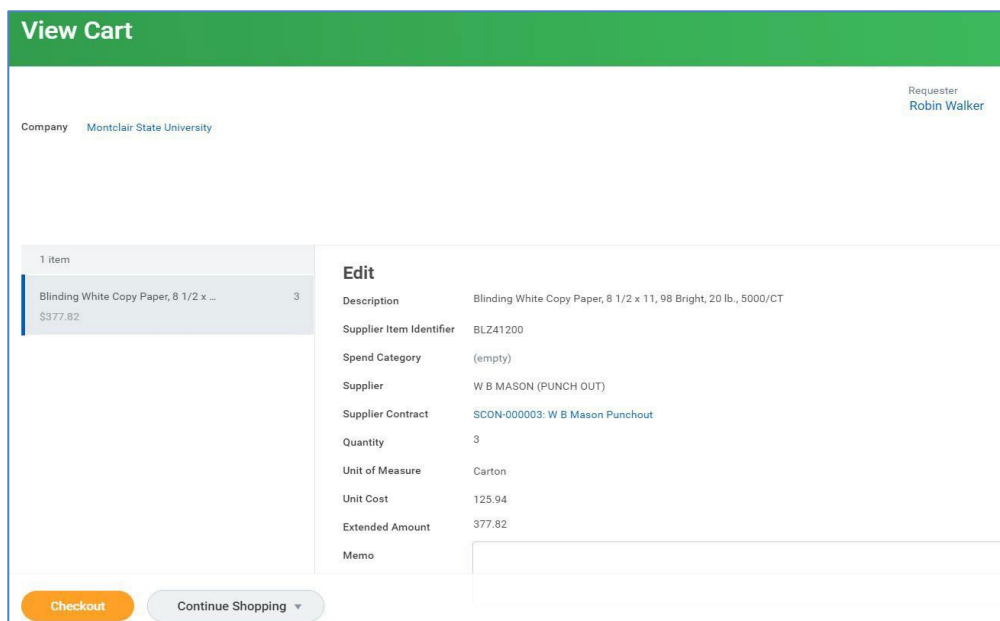 View Cart
Requester
Robin Walker
Company Montclair State University
1 item
Blinding White Copy Paper, 8 1/2 x ... 3
$377.82
Edit
Description Blinding White Copy Paper, 8 1/2 x 11, 98 Bright, 20 lb., 5000/CT
Supplier Item Identifier BLZ41200
Spend Category (empty)
Supplier W B MASON (PUNCH OUT)
Supplier Contract SCON-000003: W B Mason Punchout
Quantity 3
Unit of Measure Carton
Unit Cost 125.94
Extended Amount 377.82
Memo
Checkout Continue Shopping